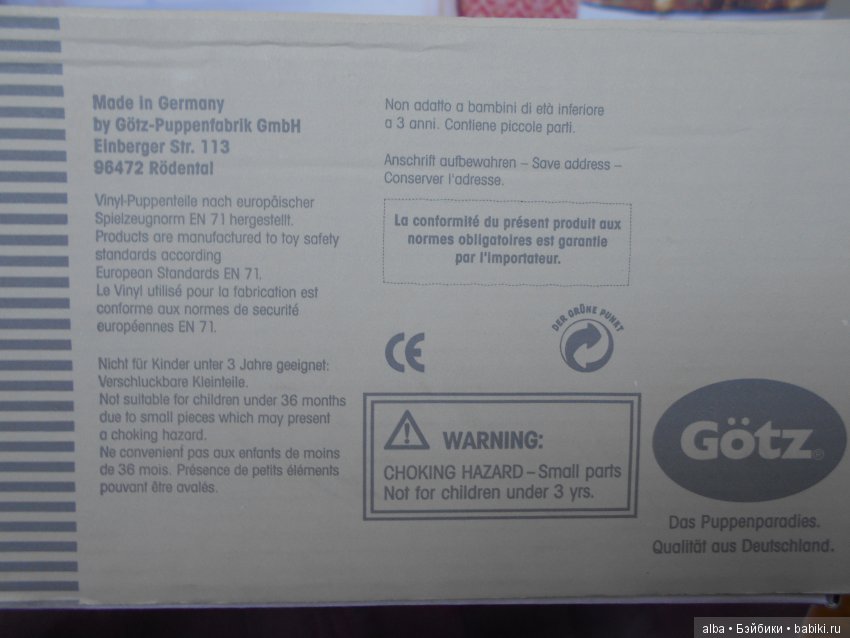 Made in Germany
by Götz-Puppenfabrik GmbH
Einberger Str. 113
96472 Rödental
Vinyl-Puppenteile nach europäischer
Spielzeugnorm EN 71 hergestellt.
Products are manufactured to toy safety
standards according
European Standards EN 71.
Le Vinyl utilisé pour la fabrication est
conforme aux normes de securité
européennes EN 71.
Nicht für Kinder unter 3 Jahre geeignet:
Verschluckbare Kleinteile.
Not suitable for children under 36 months
due to small pieces which may present
a choking hazard.
Ne convenienf pas aux enfants de moins
de 36 mois. Présence de petits éléments
pouvant être avalés.
Non adatto a bambini di età inferiore
a 3 anni. Contiene piccole parti.
Anschrift aufbewahren – Save address –
Conserver l'adresse.
La conformité du présent produit aux
normes obligatoires est garantie
par l'importateur.
CE
DER GRÜNE PUNKT
WARNING:
CHOKING HAZARD – Small parts
Not for children under 3 yrs.
Götz®
Das Puppenparadies.
Qualität aus Deutschland.
alba • Бэйбики • babiki.ru